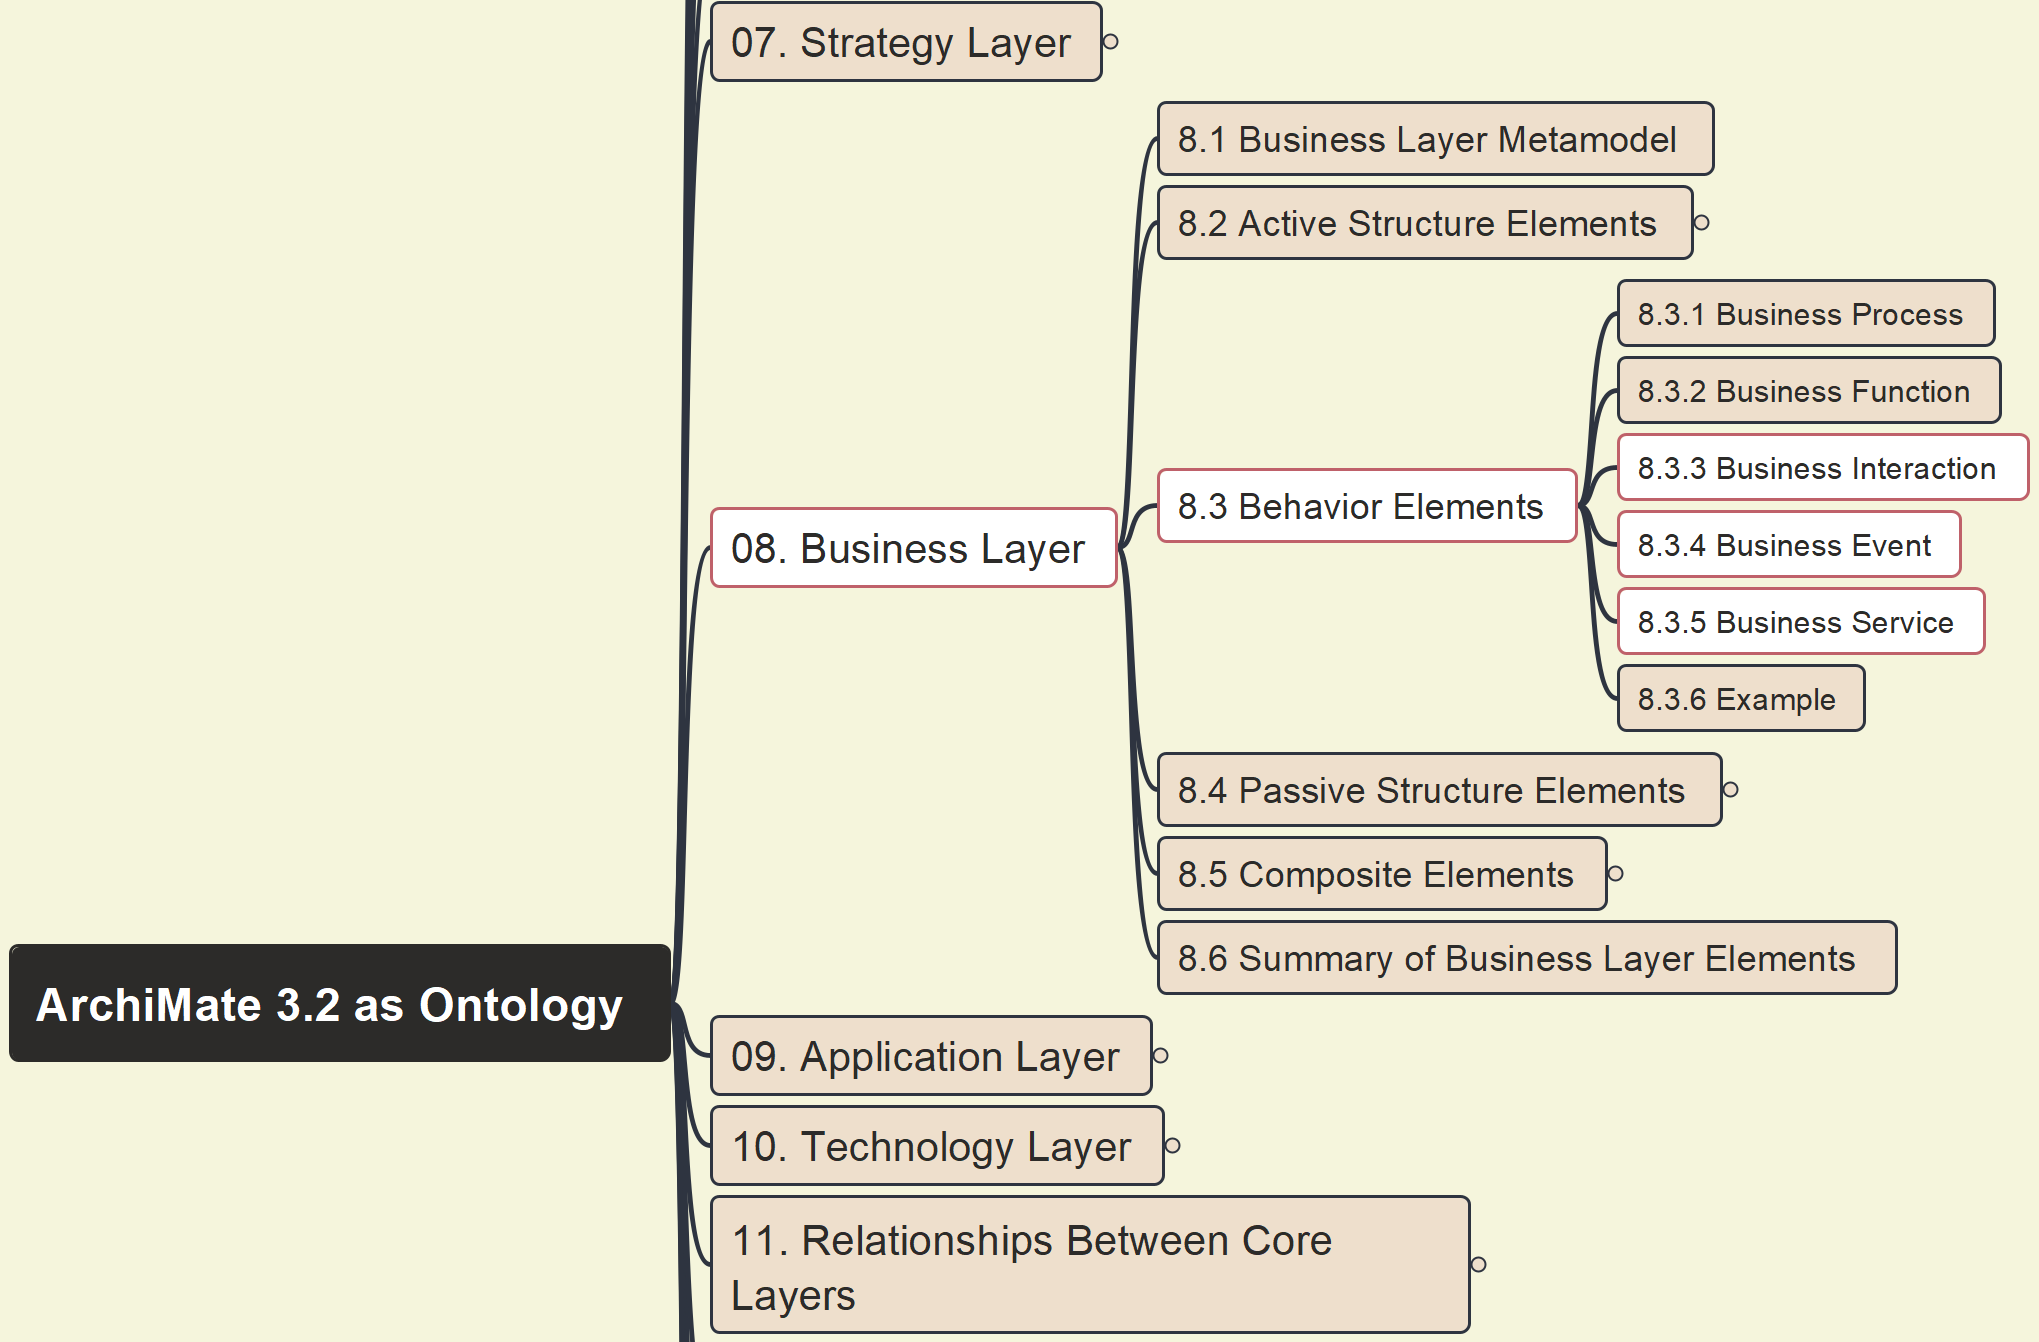 07. Strategy Layer
8.1 Business Layer Metamodel
8.2 Active Structure Elements
8.3.1 Business Process
8.3.2 Business Function
8.3.3 Business Interaction
8.3 Behavior Elements
08. Business Layer
8.3.4 Business Event
8.3.5 Business Service
8.3.6 Example
8.4 Passive Structure Elements
8.5 Composite Elements
8.6 Summary of Business Layer Elements
ArchiMate 3.2 as Ontology
09. Application Layer
10. Technology Layer
11. Relationships Between Core
Layers